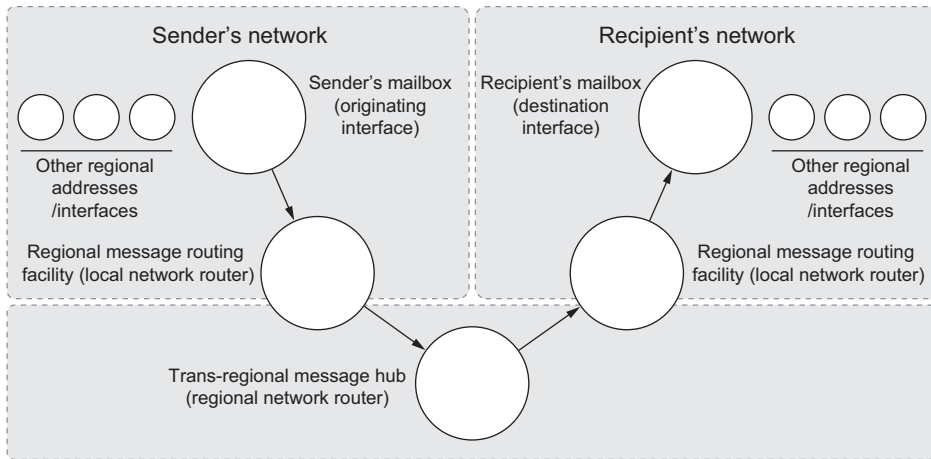 Sender’s network
Sender’s mailbox
(originating
interface)
Other regional
addresses
/interfaces
Regional message routing
facility (local network router)
Recipient’s network
Recipient’s mailbox
(destination
interface)
Other regional
addresses
/interfaces
Regional message routing
facility (local network router)
Trans-regional message hub
(regional network router)